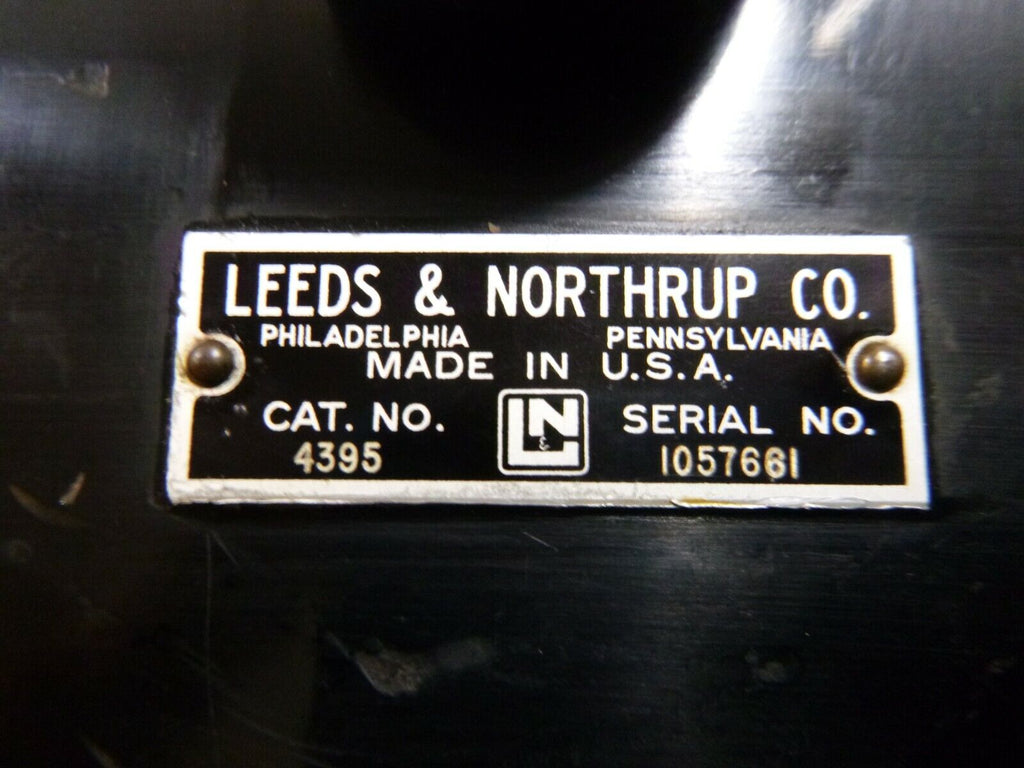 LEEDS & NORTHRUP CO.
PHILADELPHIA PENNSYLVANIA
MADE IN U.S.A.
CAT. NO. SERIAL NO.
L&N
4395 1057661